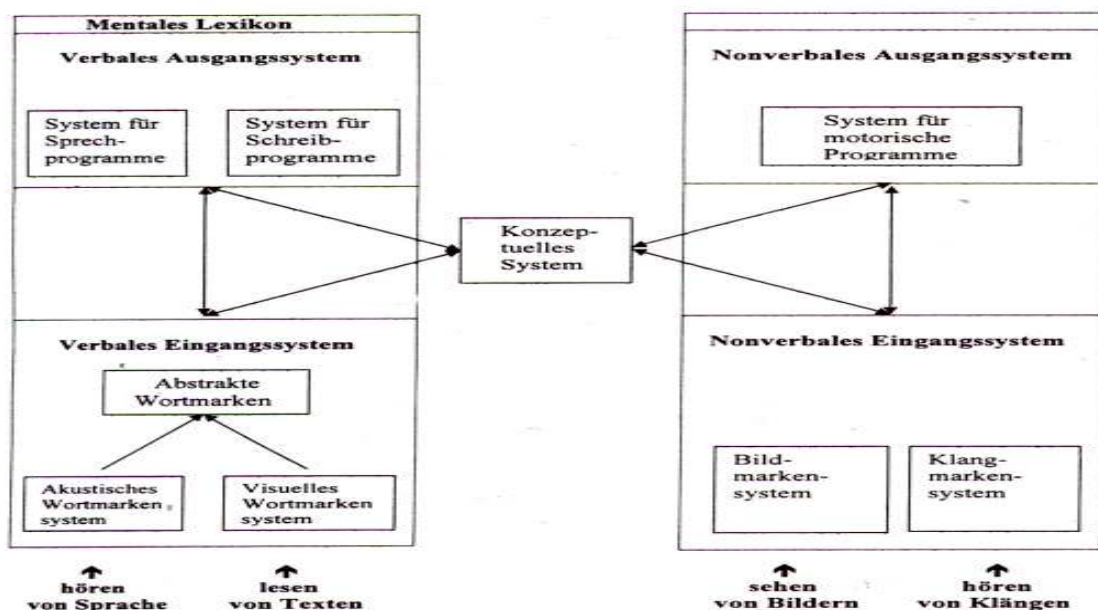 Mentales Lexikon
Verbales Ausgangssystem
System für
Sprech-
programme
System für
Schreib-
programme
Nonverbales Ausgangssystem
System für
motorische
Programme
Konzep-
tuelles
System
Verbales Eingangssystem
Abstrakte
Wortmarken
Akustisches
Wortmarken
system
Visuelles
Wortmarken
system
Nonverbales Eingangssystem
Bild-
marken-
system
Klang-
marken-
system
hören
von Sprache
lesen
von Texten
sehen
von Bildern
hören
von Klängen